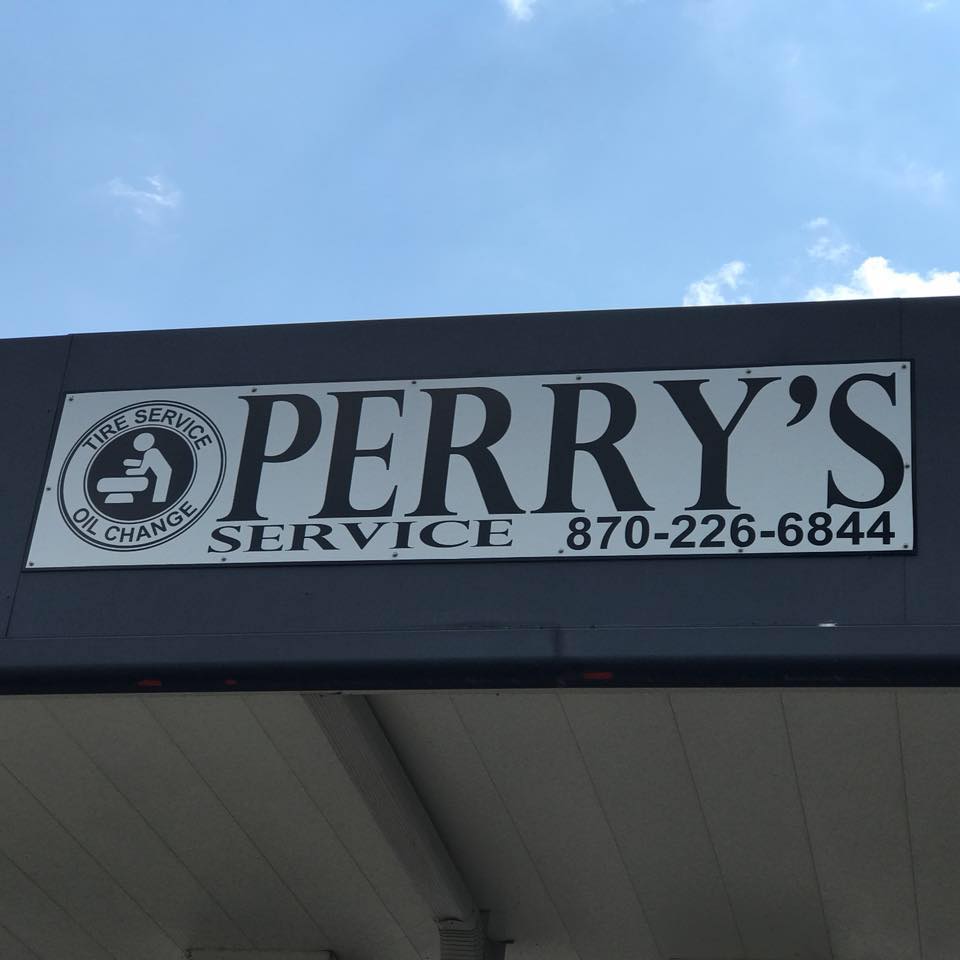 TIRE SERVICE
OIL CHANGE
PERRY'S
SERVICE 870-226-6844